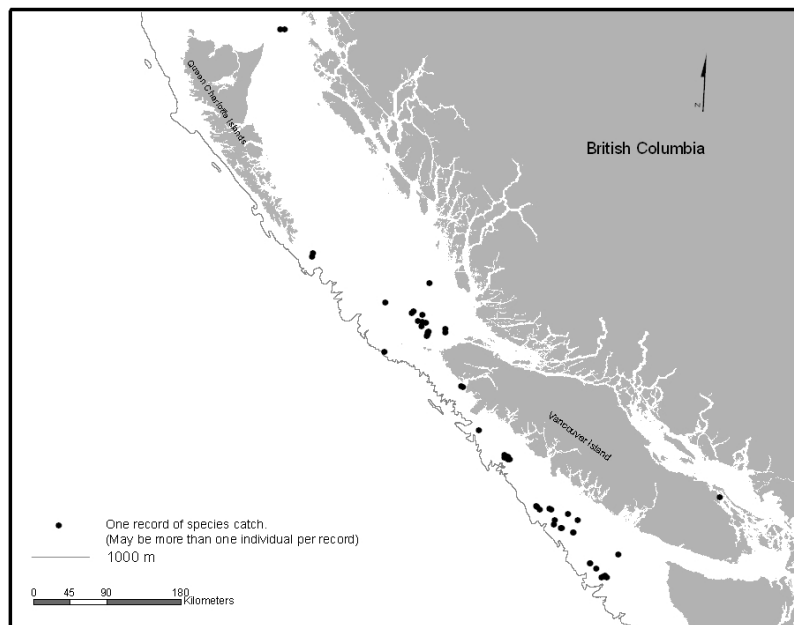 Queen Charlotte Islands
British Columbia
N
Vancouver Island
One record of species catch.
(May be more than one individual per record)
1000 m
0 45 90 180
Kilometers